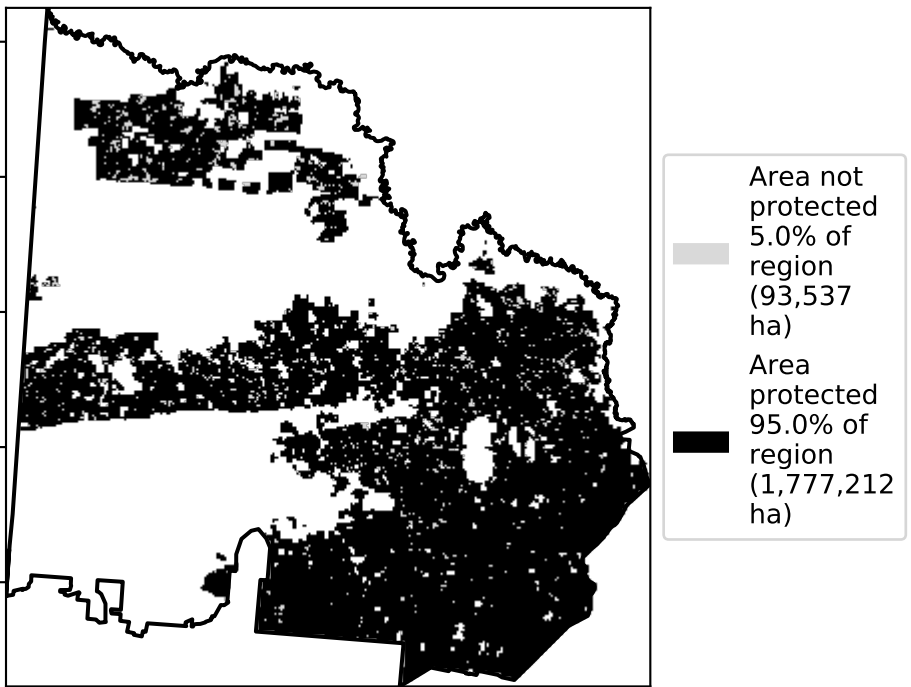 Area not
protected
5.0% of
region
(93,537
ha)
Area
protected
95.0% of
region
(1,777,212
ha)